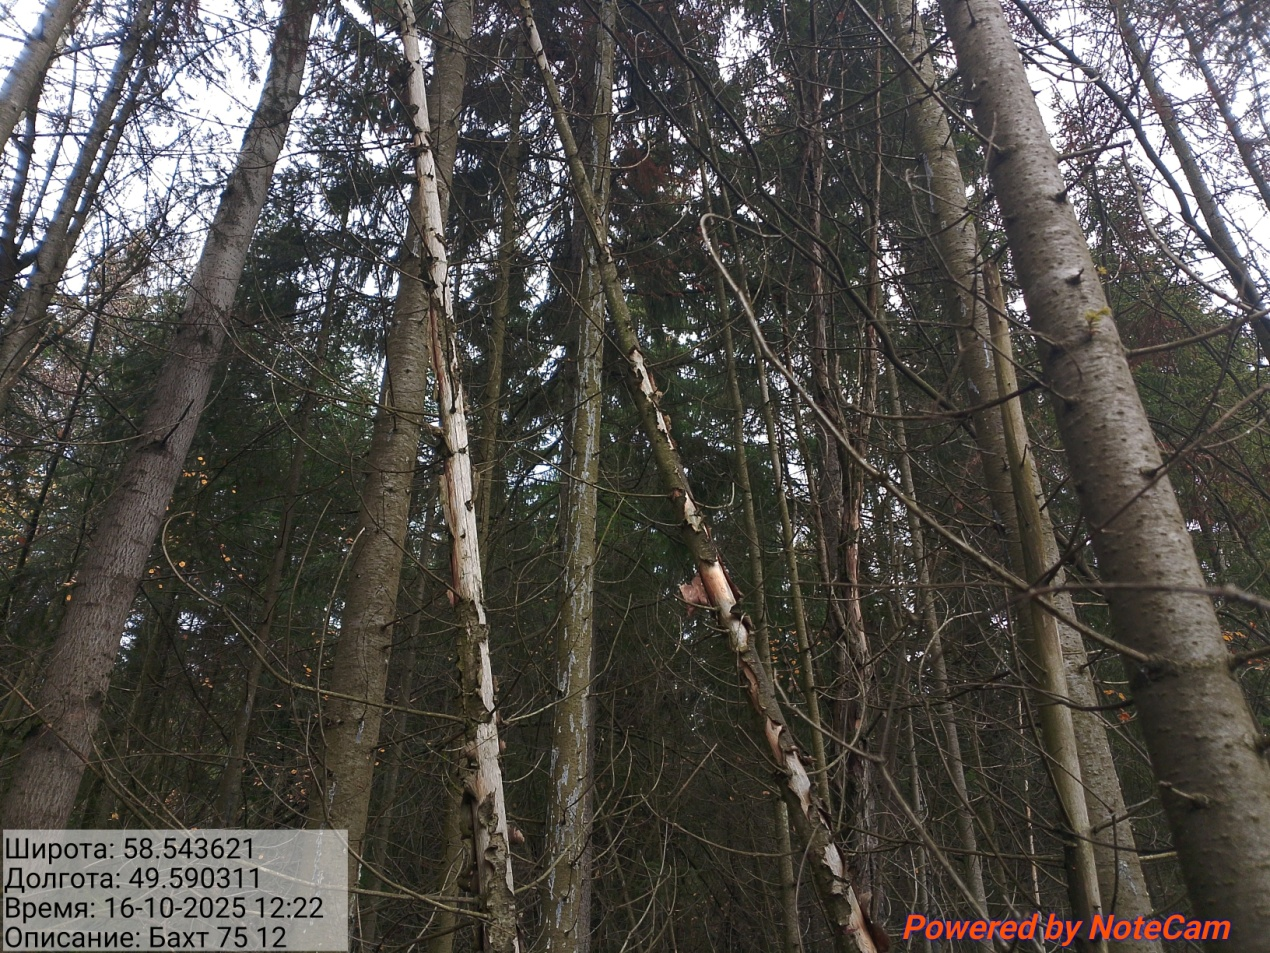 Широта: 58.543621
Долгота: 49.590311
Время: 16-10-2025 12:22
Описание: Бахт 75 12
Powered by NoteCam